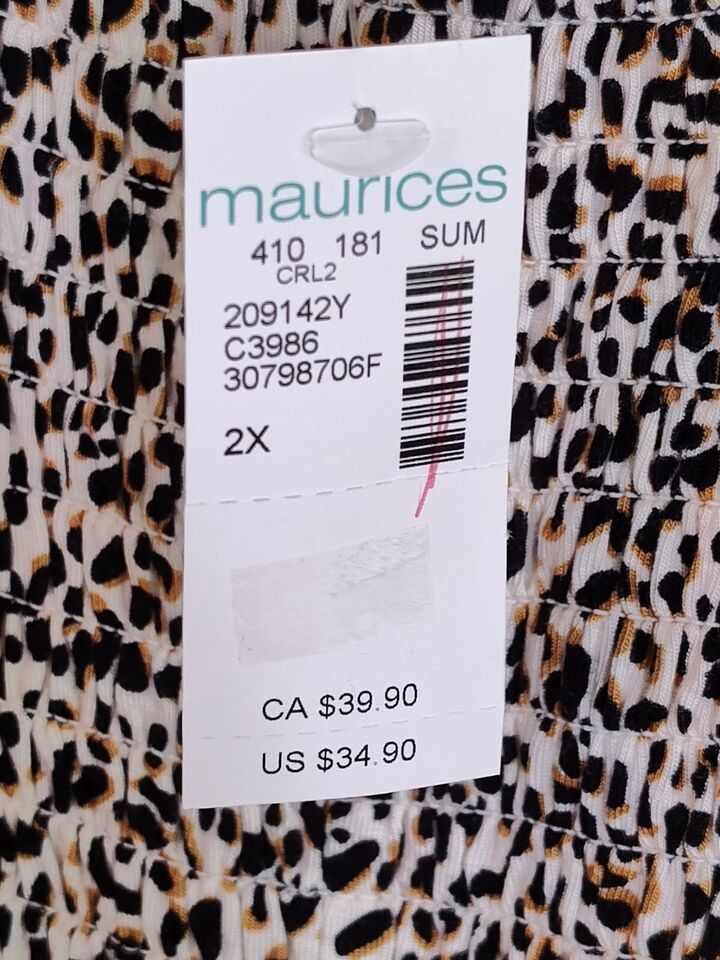 maurices
410 181 SUM
CRL2
209142Y
C3986
30798706F
2X
CA $39.90
US $34.90